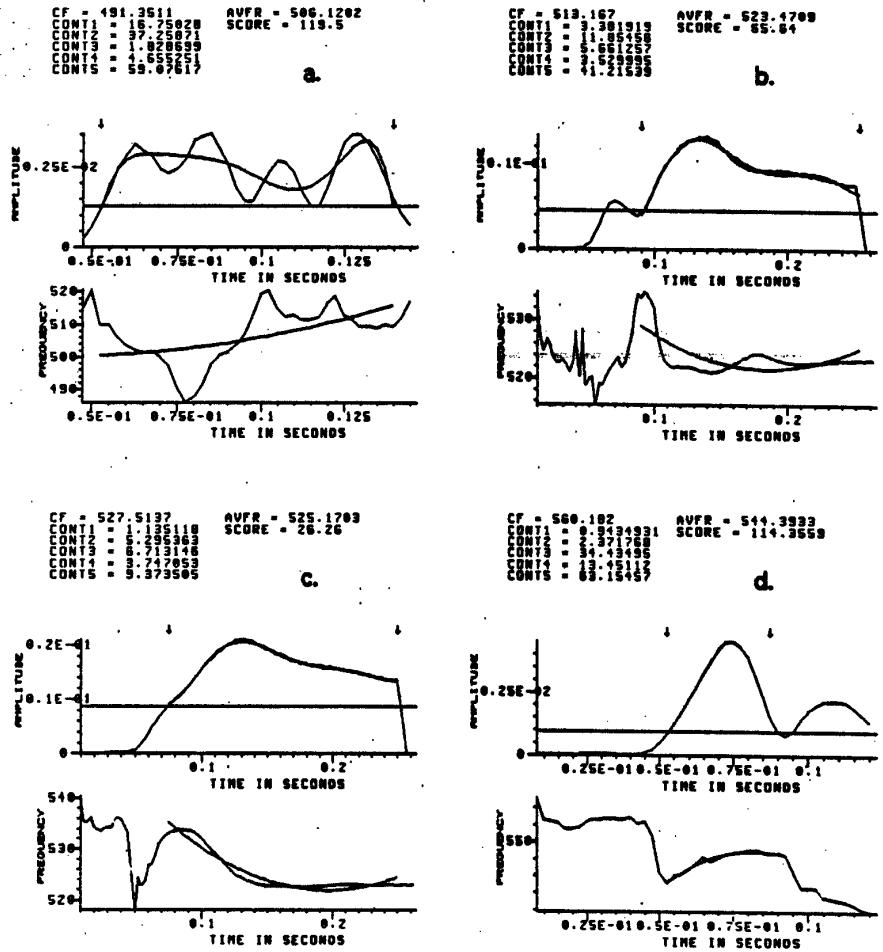 CF = 491.3511 AVFR = 506.1202
CONT1 = 16.75028 SCORE = 119.5
CONT2 = 37.25871
CONT3 = 1.828699
CONT4 = 4.655251
CONT5 = 59.07617
a.
AMPLITUDE
0.25E-02
0
0.5E-01 0.75E-01 0.1 0.125
TIME IN SECONDS
FREQUENCY
520
510
500
490
0.5E-01 0.75E-01 0.1 0.125
TIME IN SECONDS
CF = 513.167 AVFR = 523.4709
CONT1 = 3.381919 SCORE = 65.64
CONT2 = 11.85456
CONT3 = 5.661257
CONT4 = 3.529995
CONT5 = 41.21539
b.
AMPLITUDE
0.1E-01
0
0.1 0.2
TIME IN SECONDS
FREQUENCY
530
520
0.1 0.2
TIME IN SECONDS
CF = 527.5137 AVFR = 525.1703
CONT1 = 1.135118 SCORE = 26.26
CONT2 = 5.295363
CONT3 = 6.713146
CONT4 = 3.747053
CONT5 = 9.373505
c.
AMPLITUDE
0.2E-01
0.1E-01
0
0.1 0.2
TIME IN SECONDS
FREQUENCY
540
530
520
0.1 0.2
TIME IN SECONDS
CF = 560.182 AVFR = 544.3933
CONT1 = 0.9434931 SCORE = 114.3559
CONT2 = 2.371768
CONT3 = 34.43495
CONT4 = 13.45112
CONT5 = 63.15457
d.
AMPLITUDE
0.25E-02
0
0.25E-01 0.5E-01 0.75E-01 0.1
TIME IN SECONDS
FREQUENCY
550
0.25E-01 0.5E-01 0.75E-01 0.1
TIME IN SECONDS